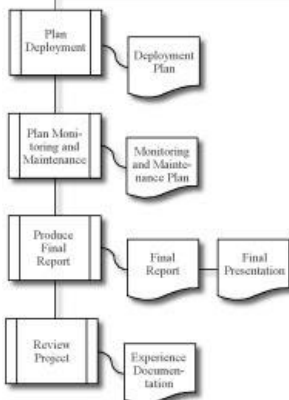 Plan
Deployment
Deployment
Plan
Plan Moni-
toring and
Maintenance
Monitoring
and Mainte-
nance Plan
Produce
Final
Report
Final
Report
Final
Presentation
Review
Project
Experience
Documen-
tation